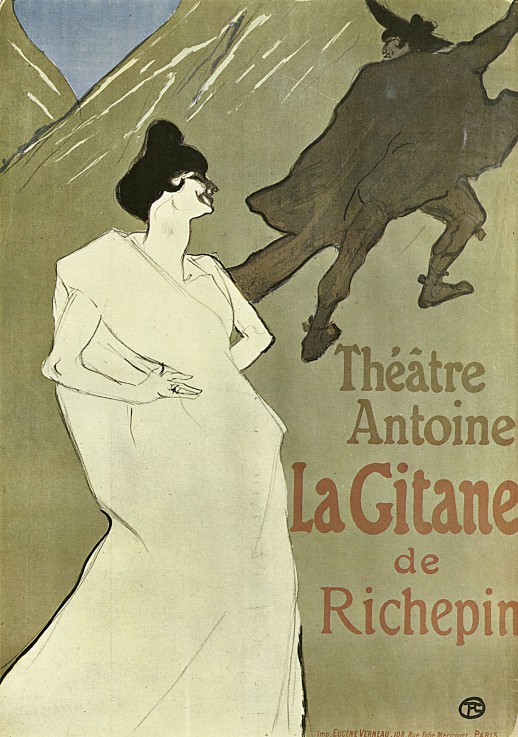 Théâtre
Antoine
La Gitane
de
Richepin
Imp. EUGÈNE VERNEAU, 108, Rue Folie Méricourt, PARIS